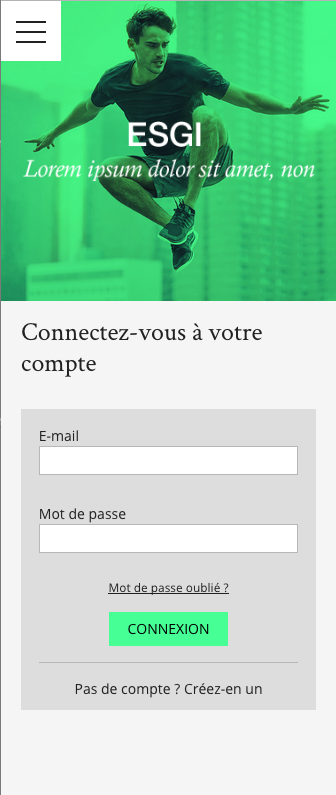 ESGI
Lorem ipsum dolor sit amet, non
Connectez-vous à votre
compte
E-mail
Mot de passe
Mot de passe oublié ?
CONNEXION
Pas de compte ? Créez-en un